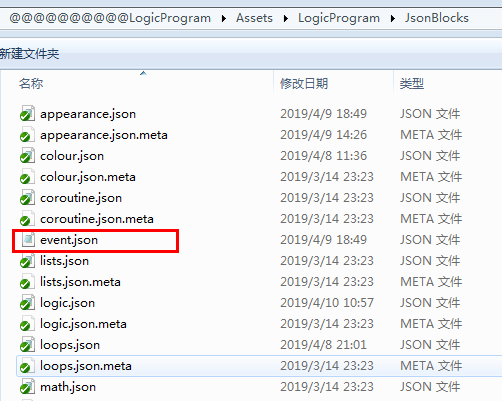 @@@@@@@@@@LogicProgram ▸ Assets ▸ LogicProgram ▸ JsonBlocks
新建文件夹
名称 修改日期 类型
appearance.json 2019/4/9 18:49 JSON 文件
appearance.json.meta 2019/4/9 14:26 META 文件
colour.json 2019/4/8 11:36 JSON 文件
colour.json.meta 2019/3/14 23:23 META 文件
coroutine.json 2019/3/14 23:23 JSON 文件
coroutine.json.meta 2019/3/14 23:23 META 文件
event.json 2019/4/9 18:49 JSON 文件
lists.json 2019/3/14 23:23 JSON 文件
lists.json.meta 2019/3/14 23:23 META 文件
logic.json 2019/4/10 10:57 JSON 文件
logic.json.meta 2019/3/14 23:23 META 文件
loops.json 2019/4/8 21:01 JSON 文件
loops.json.meta 2019/3/14 23:23 META 文件
math.json 2019/3/14 23:23 JSON 文件